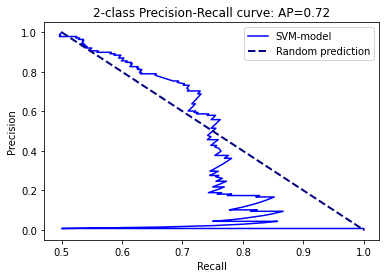 2-class Precision-Recall curve: AP=0.72
SVM-model
Random prediction
Precision
1.0
0.8
0.6
0.4
0.2
0.0
0.5
0.6
0.7
0.8
0.9
1.0
Recall